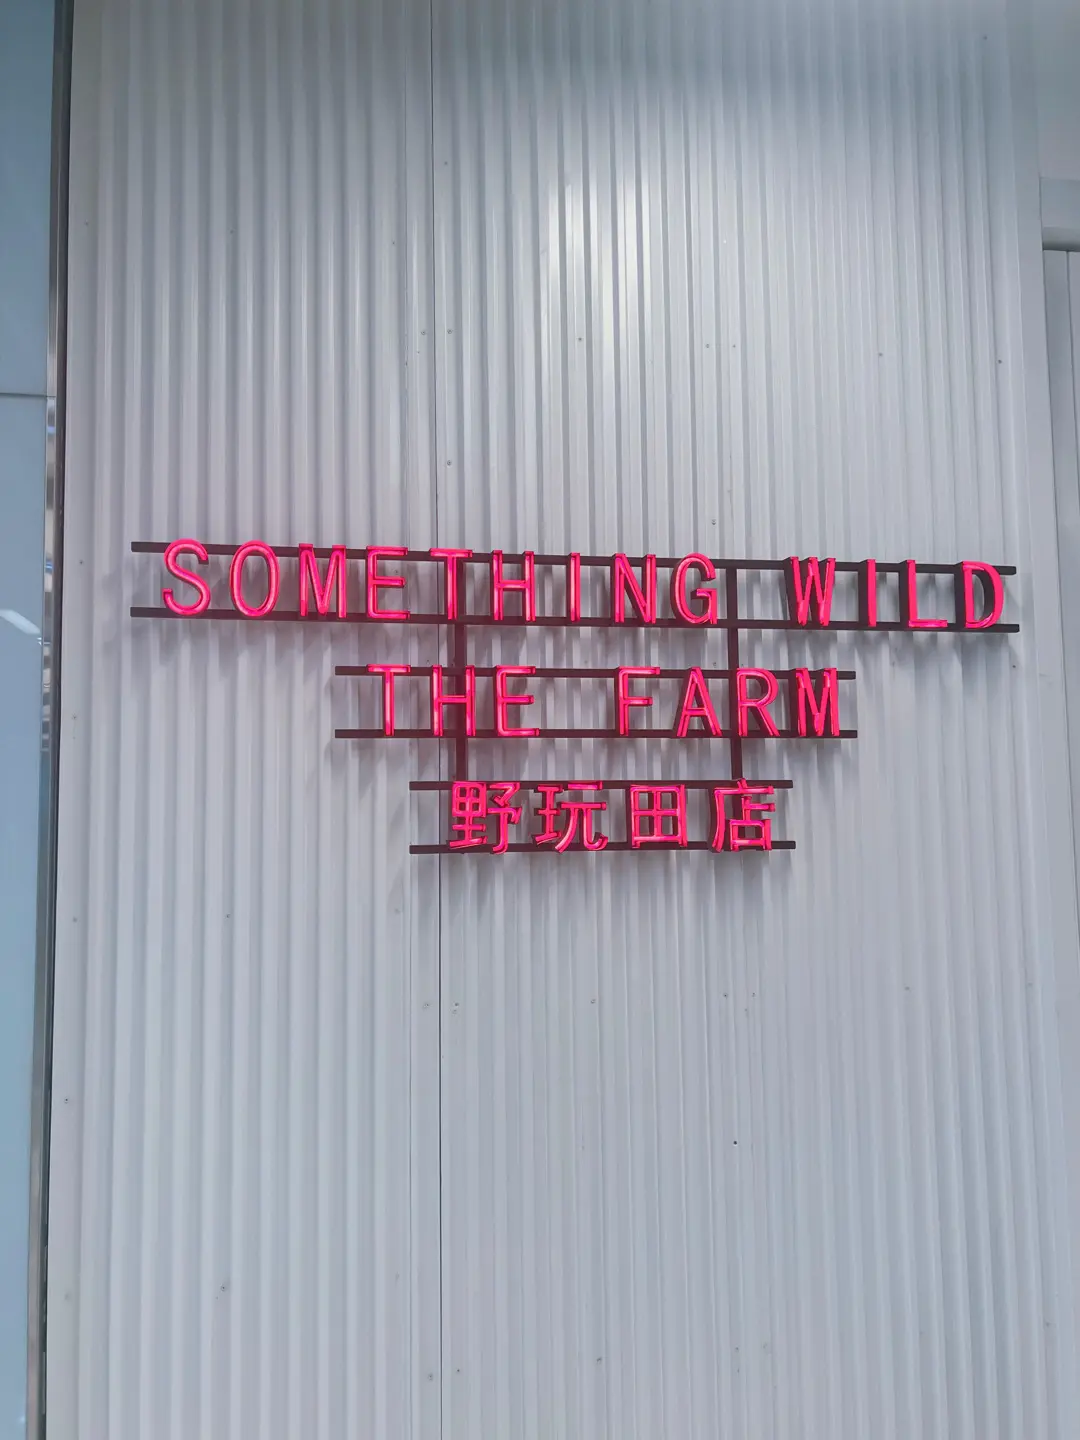 SOMETHING WILD
THE FARM
野玩田店